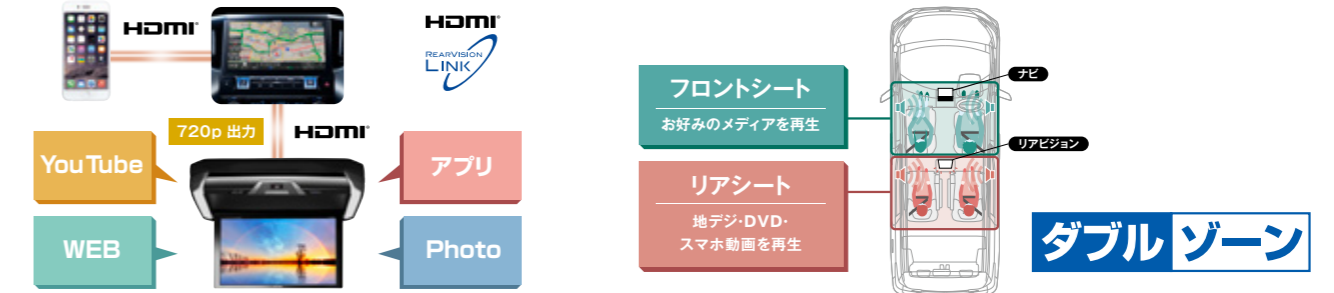 HDMI
HDMI
REARVISION
LINK
720p 出力
HDMI
YouTube
アプリ
WEB
Photo
フロントシート
お好みのメディアを再生
リアシート
地デジ・DVD・
スマホ動画を再生
ナビ
リアビジョン
ダブルゾーン